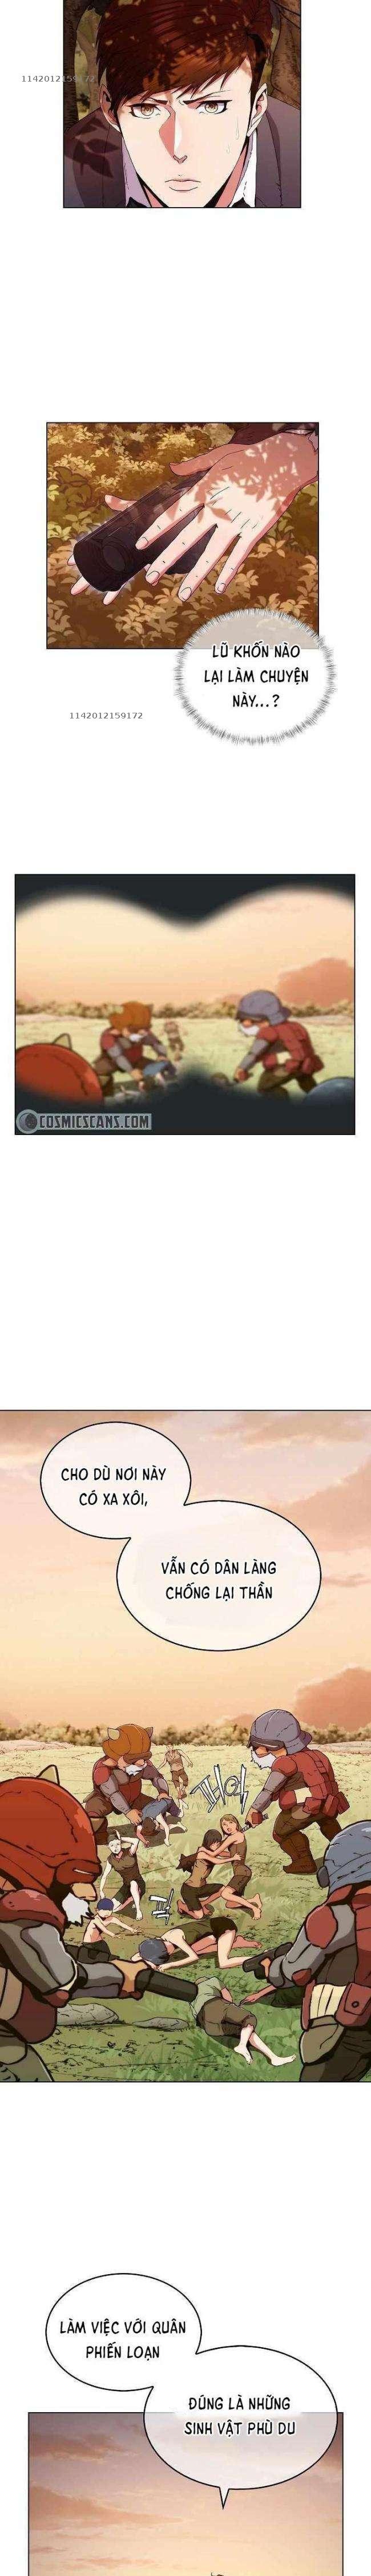 1142012159172
LŨ KHỐN NÀO
LẠI LÀM CHUYỆN
NÀY...?
1142012159172
COSMICSCANS.COM
CHO DÙ NƠI NÀY
CÓ XA XÔI,
VẪN CÓ DÂN LÀNG
CHỐNG LẠI THẦN
LÀM VIỆC VỚI QUÂN
PHIẾN LOẠN
ĐÚNG LÀ NHỮNG
SINH VẬT PHÙ DU